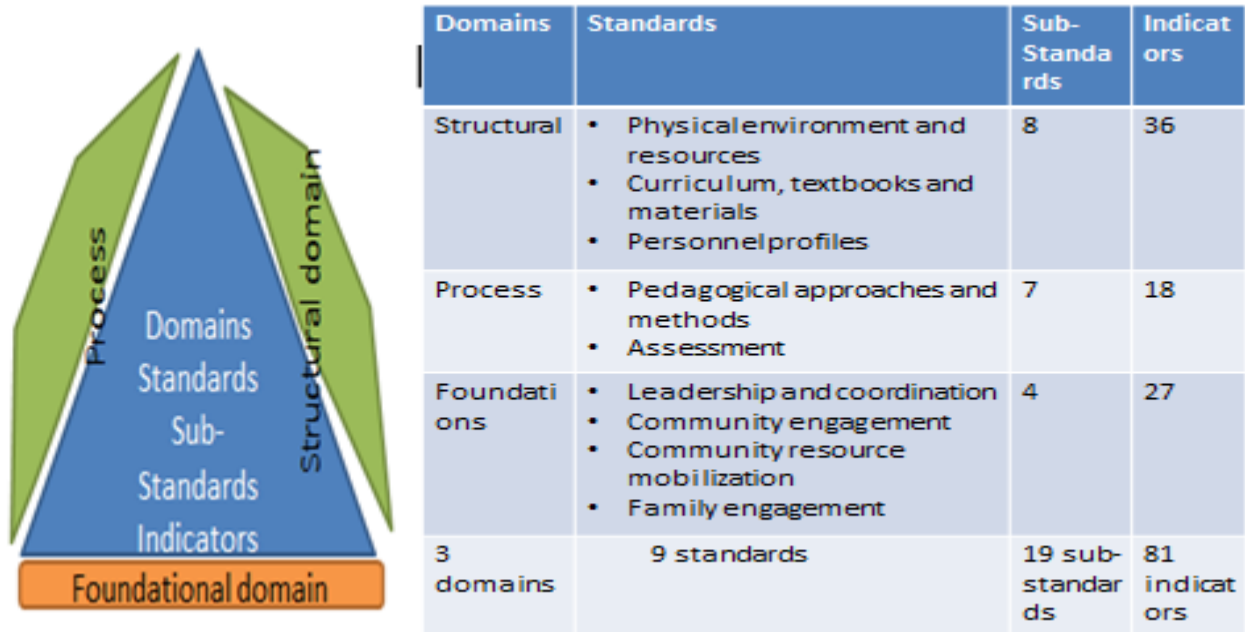 Process
Structural domain
Domains
Standards
Sub-
Standards
Indicators
Foundational domain
Domains Standards Sub- Indicat
Standa ors
rds
Structural • Physical environment and 8 36
resources
• Curriculum, textbooks and
materials
• Personnel profiles
Process • Pedagogical approaches and 7 18
methods
• Assessment
Foundati • Leadership and coordination 4 27
ons • Community engagement
• Community resource
mobilization
• Family engagement
3 9 standards 19 sub- 81
domains standar indicat
ds ors